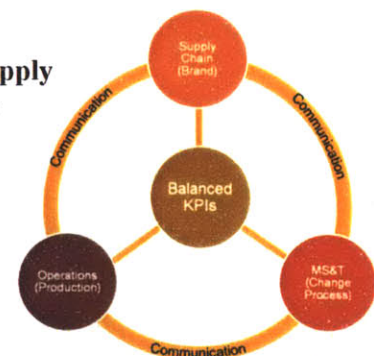 pply
Supply
Chain
(Brand)
Communication
Communication
Balanced
KPIs
Operations
(Production)
MS&T
(Change
Process)
Communication